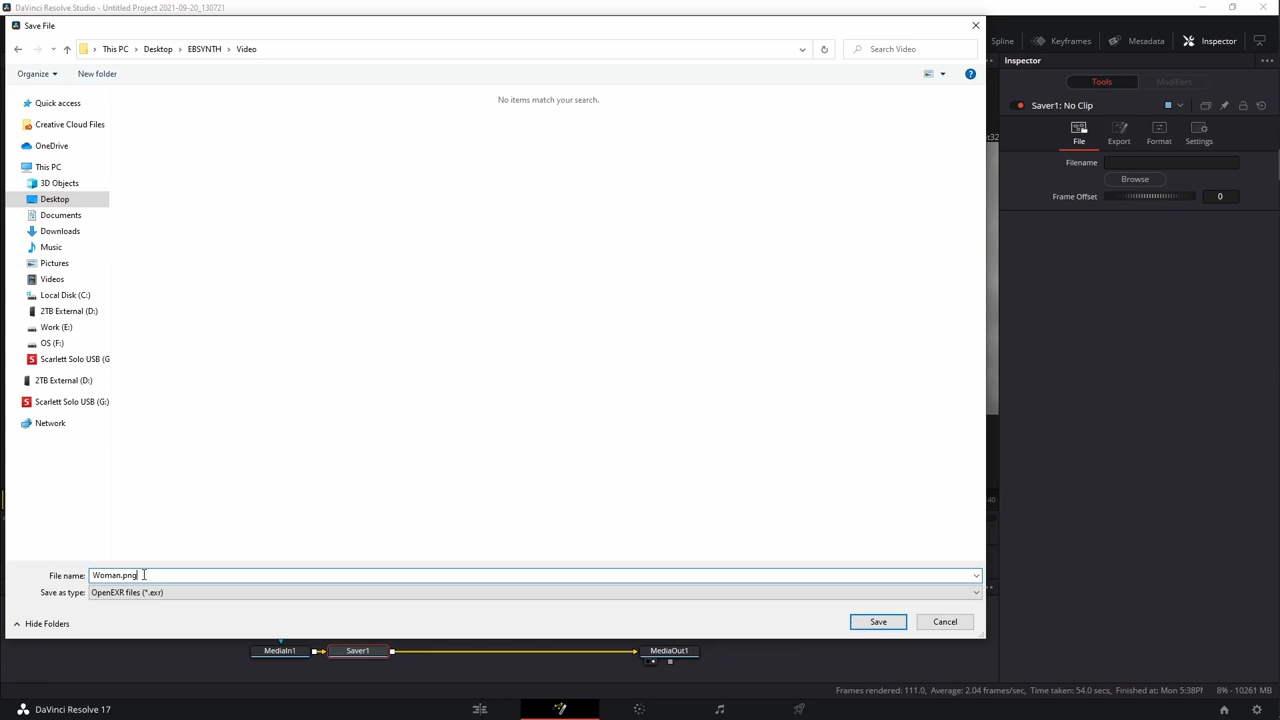 DaVinci Resolve Studio - Untitled Project 2021-09-20_130721
Save File
This PC > Desktop > EBSYNTH > Video
Search Video
Organize
New folder
No items match your search.
Quick access
Creative Cloud Files
OneDrive
This PC
3D Objects
Desktop
Documents
Downloads
Music
Pictures
Videos
Local Disk (C:)
2TB External (D:)
Work (E:)
OS (F:)
Scarlett Solo USB (G
2TB External (D:)
Scarlett Solo USB (G:)
Network
File name: Woman.png
Save as type: OpenEXR files (*.exr)
Hide Folders
Save
Cancel
Spline
Keyframes
Metadata
Inspector
Inspector
Tools
Modifiers
Saver1: No Clip
File
Export
Format
Settings
Filename
Browse
Frame Offset
0
MediaIn1
Saver1
MediaOut1
Frames rendered: 111.0, Average: 2.04 frames/sec, Time taken: 54.0 secs, Finished at: Mon 5:38PM
8% - 10261 MB
DaVinci Resolve 17